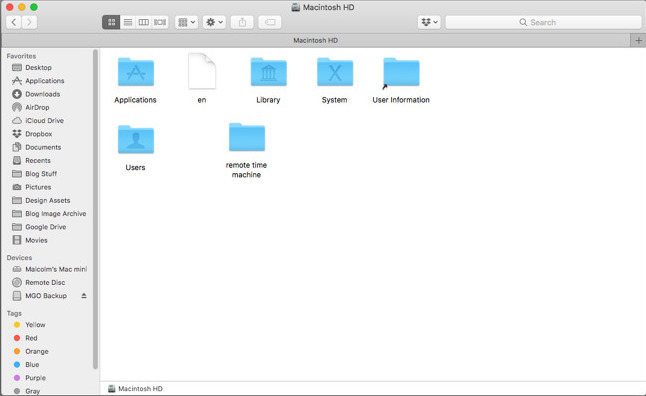 Macintosh HD
Search
Macintosh HD
Favorites
Desktop
Applications
Downloads
AirDrop
iCloud Drive
Dropbox
Documents
Recents
Blog Stuff
Pictures
Design Assets
Blog Image Archive
Google Drive
Movies
Devices
Malcolm's Mac mini
Remote Disc
MGO Backup
Tags
Yellow
Red
Orange
Blue
Purple
Gray
Applications
en
Library
System
User Information
Users
remote time
machine
Macintosh HD